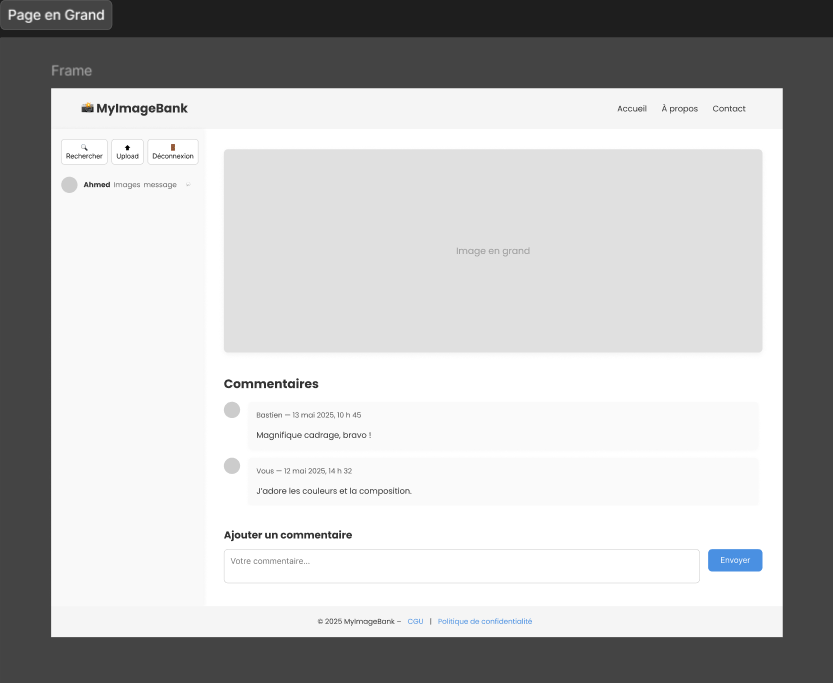 Page en Grand
Frame
📸 MyImageBank
Accueil À propos Contact
🔍 Rechercher
⬆ Upload
🚪 Déconnexion
Ahmed Images message
Image en grand
Commentaires
Bastien — 13 mai 2025, 10 h 45
Magnifique cadrage, bravo !
Vous — 12 mai 2025, 14 h 32
J'adore les couleurs et la composition.
Ajouter un commentaire
Votre commentaire...
Envoyer
© 2025 MyImageBank – CGU | Politique de confidentialité